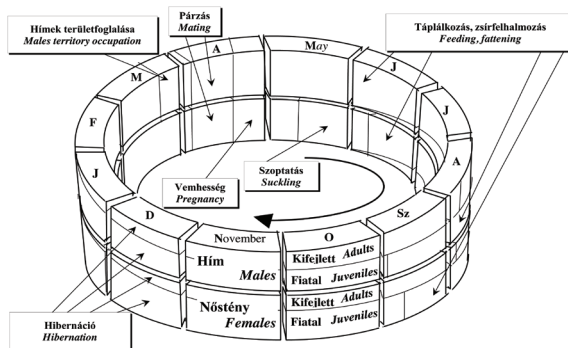 Hímek területfoglalása
Males territory occupation
Párzás
Mating
Táplálkozás, zsírfelhalmozás
Feeding, fattening
M
A
May
J
J
A
Sz
O
November
D
J
F
Vemhesség
Pregnancy
Szoptatás
Suckling
Hím
Males
Nőstény
Females
Kifejlett Adults
Fiatal Juveniles
Kifejlett Adults
Fiatal Juveniles
Hibernáció
Hibernation